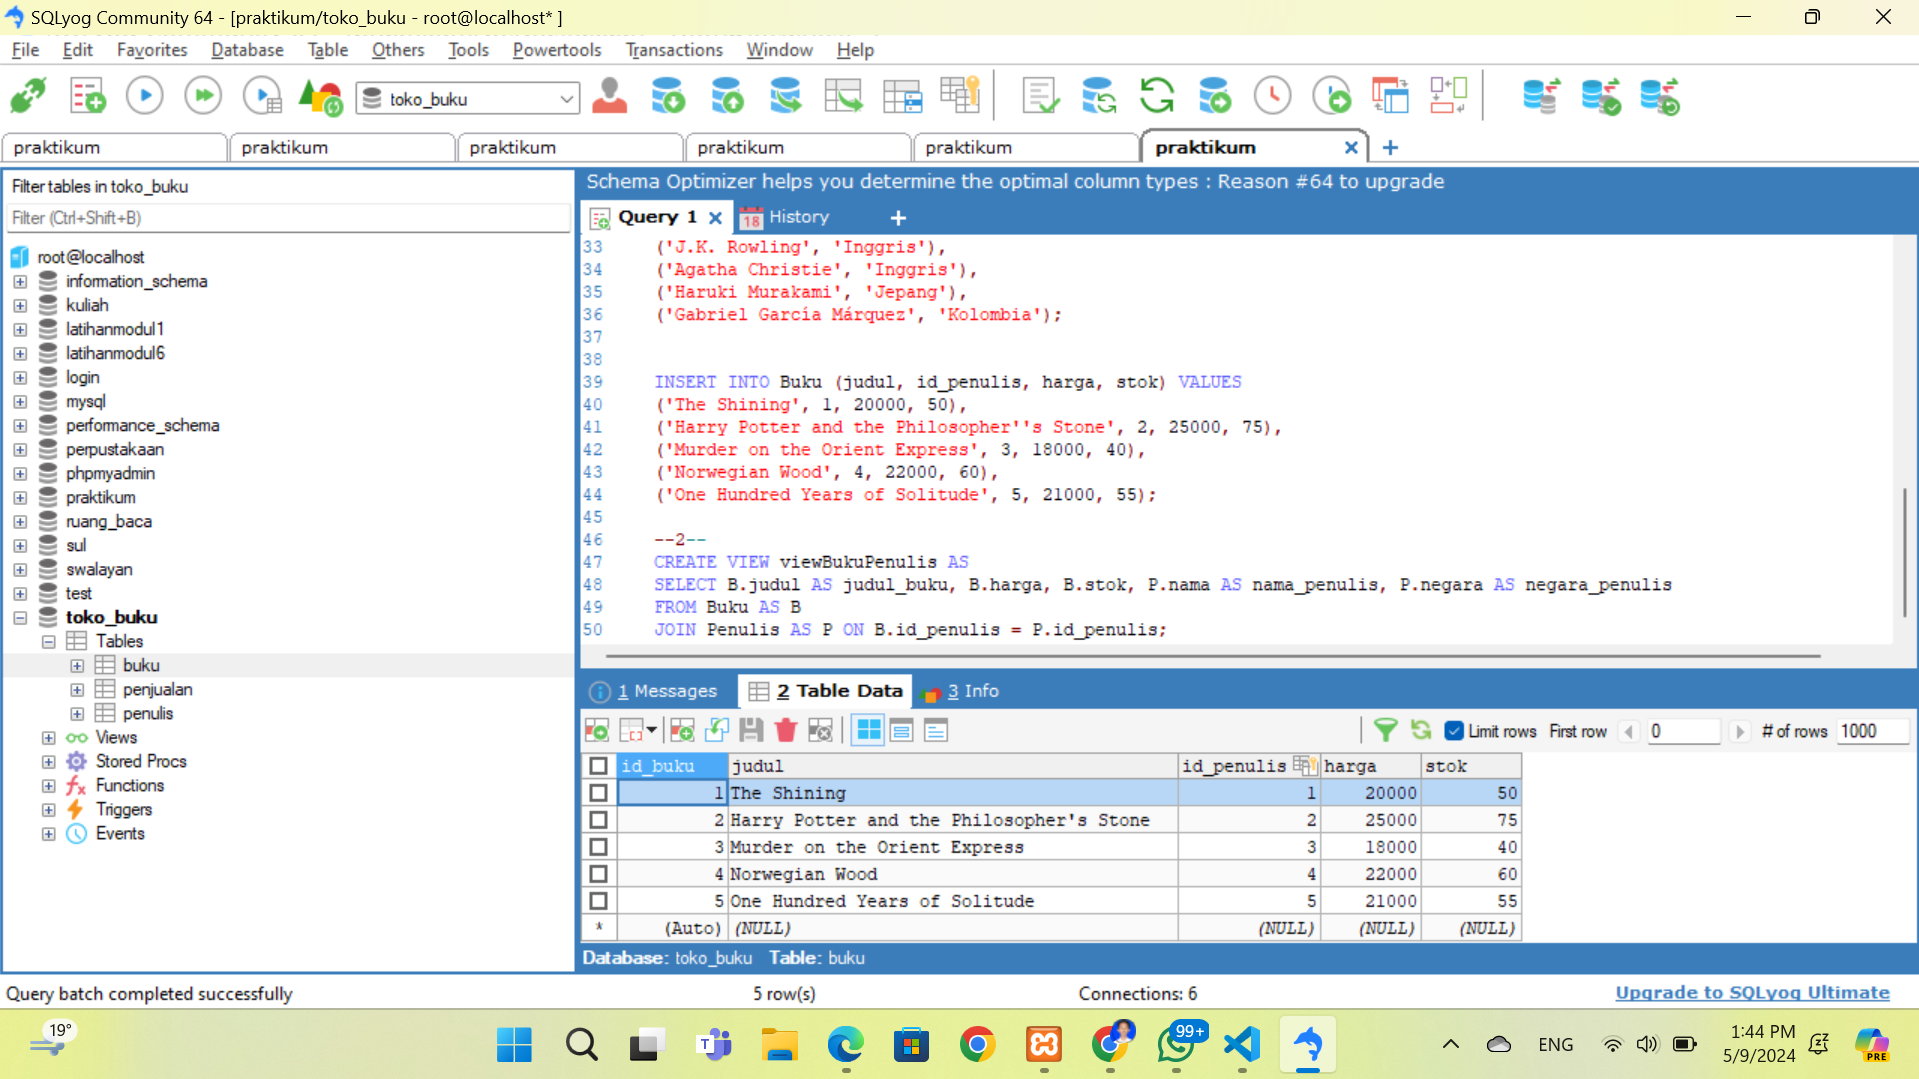 SQLyog Community 64 - [praktikum/toko_buku - root@localhost* ]
File Edit Favorites Database Table Others Tools Powertools Transactions Window Help
toko_buku
praktikum praktikum praktikum praktikum praktikum praktikum
Filter tables in toko_buku
Filter (Ctrl+Shift+B)
root@localhost
information_schema
kuliah
latihanmodul1
latihanmodul6
login
mysql
performance_schema
perpustakaan
phpmyadmin
praktikum
ruang_baca
sul
swalayan
test
toko_buku
Tables
buku
penjualan
penulis
Views
Stored Procs
Functions
Triggers
Events
Schema Optimizer helps you determine the optimal column types : Reason #64 to upgrade
Query 1 18 History
33 ('J.K. Rowling', 'Inggris'),
34 ('Agatha Christie', 'Inggris'),
35 ('Haruki Murakami', 'Jepang'),
36 ('Gabriel García Márquez', 'Kolombia');
37
38
39 INSERT INTO Buku (judul, id_penulis, harga, stok) VALUES
40 ('The Shining', 1, 20000, 50),
41 ('Harry Potter and the Philosopher''s Stone', 2, 25000, 75),
42 ('Murder on the Orient Express', 3, 18000, 40),
43 ('Norwegian Wood', 4, 22000, 60),
44 ('One Hundred Years of Solitude', 5, 21000, 55);
45
46 --2--
47 CREATE VIEW viewBukuPenulis AS
48 SELECT B.judul AS judul_buku, B.harga, B.stok, P.nama AS nama_penulis, P.negara AS negara_penulis
49 FROM Buku AS B
50 JOIN Penulis AS P ON B.id_penulis = P.id_penulis;
1 Messages 2 Table Data 3 Info
Limit rows First row 0 # of rows 1000
id_buku judul id_penulis harga stok
1 The Shining 1 20000 50
2 Harry Potter and the Philosopher's Stone 2 25000 75
3 Murder on the Orient Express 3 18000 40
4 Norwegian Wood 4 22000 60
5 One Hundred Years of Solitude 5 21000 55
* (Auto) (NULL) (NULL) (NULL) (NULL)
Database: toko_buku Table: buku
Query batch completed successfully 5 row(s) Connections: 6 Upgrade to SQLyog Ultimate
19° 99+ ENG 1:44 PM
5/9/2024 PRE